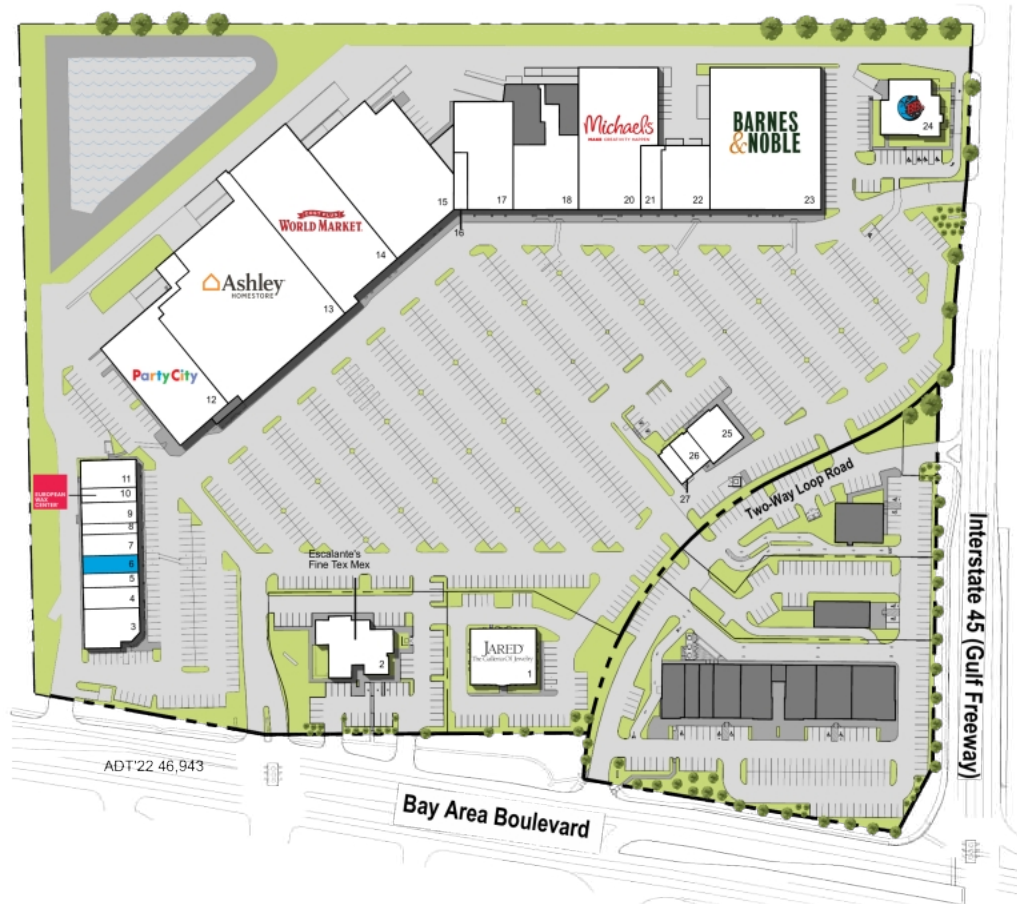 Michaels
MAKE CREATIVITY HAPPEN
BARNES
&NOBLE
24
15
16
17
18
20
21
22
23
WORLD MARKET
14
Ashley
HOMESTORE
13
Party City
12
25
26
27
Two-Way Loop Road
EUROPEAN
WAX
CENTER
11
10
9
8
7
6
5
4
3
Escalante's
Fine Tex Mex
2
JARED
The Galleria Of Jewelry
1
Interstate 45 (Gulf Freeway)
ADT'22 46,943
Bay Area Boulevard